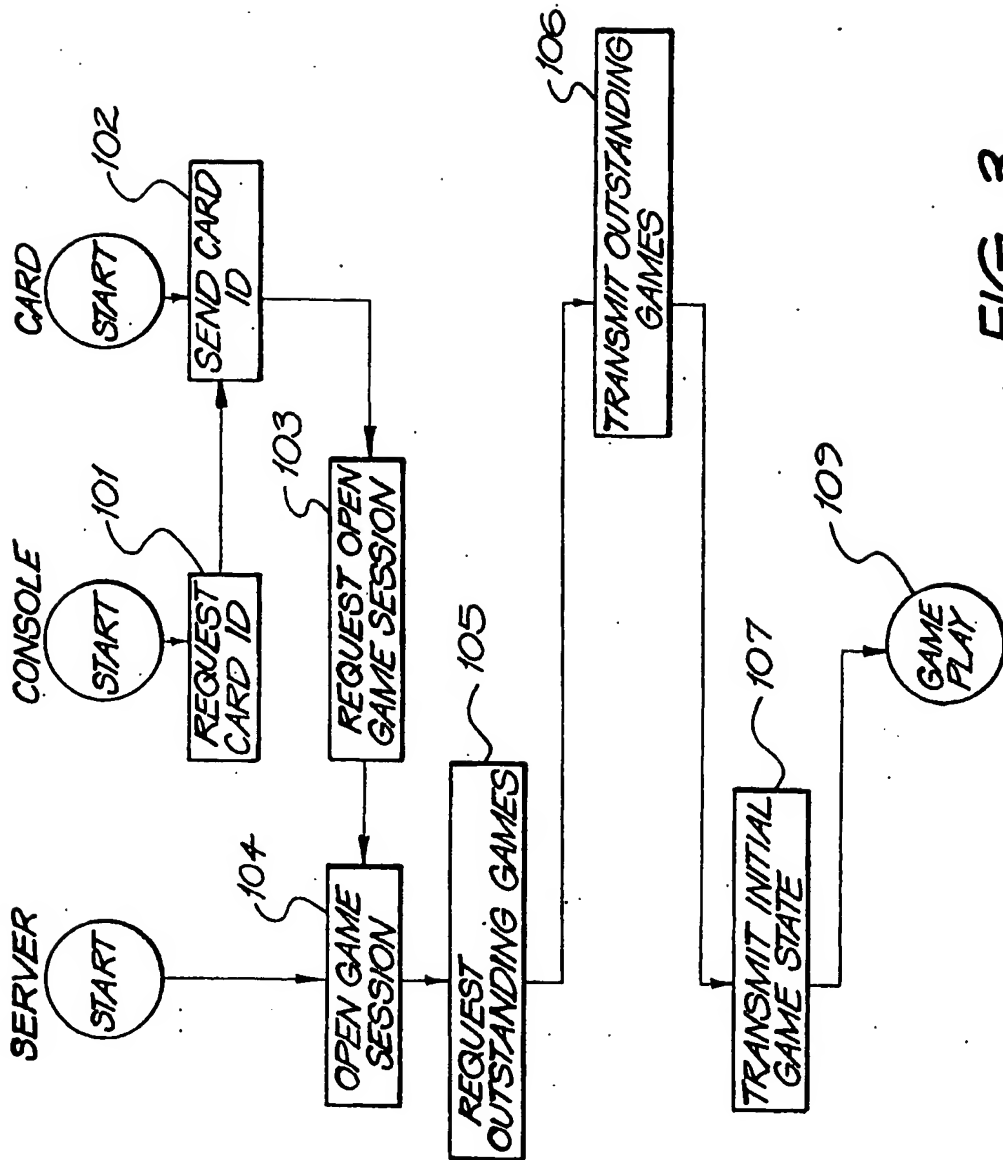 SERVER
CONSOLE
CARD
START
START
START
101
REQUEST
CARD ID
102
SEND CARD
ID
103
REQUEST OPEN
GAME SESSION
104
OPEN GAME
SESSION
105
REQUEST
OUTSTANDING GAMES
106
TRANSMIT OUTSTANDING
GAMES
107
TRANSMIT INITIAL
GAME STATE
109
GAME
PLAY
FIG.